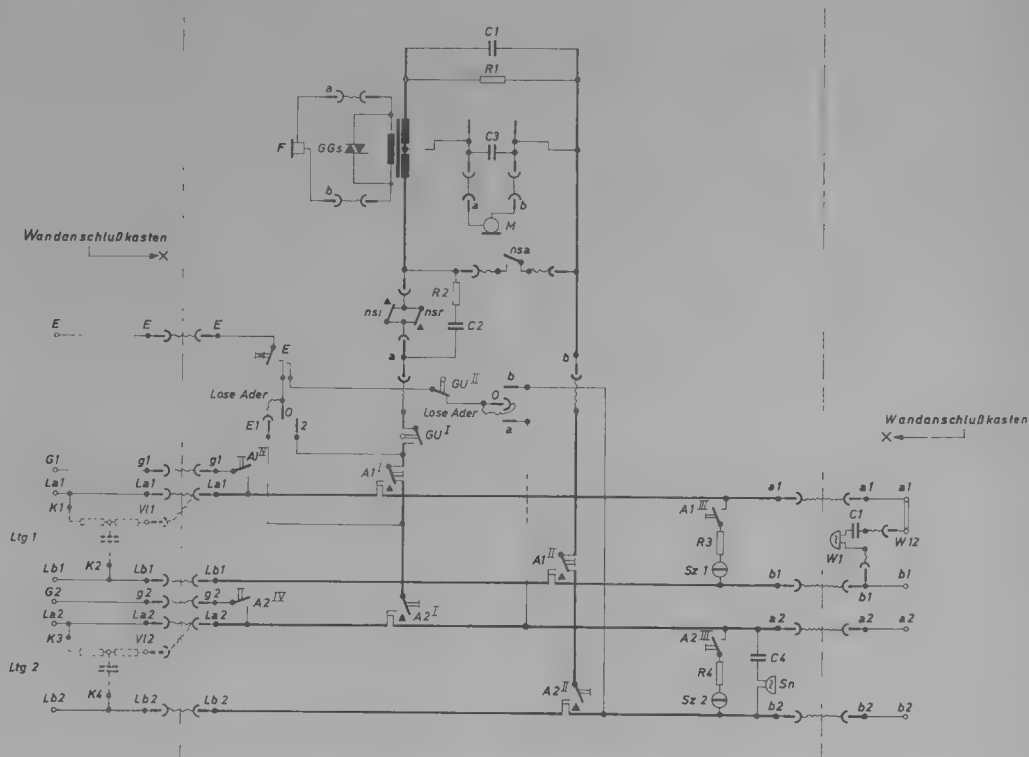 C1
R1
a
F
GGs
C3
b
a
b
M
Wandanschlußkasten
nsa
R2
nsi
nsr
C2
E
E
E
E
a
b
GU II
b
Lose Ader
O
O
Lose Ader
E1
2
a
GU I
Wandanschlußkasten
G1
g1
g1
A1 IV
A1 I
La1
La1
La1
a1
a1
a1
K1
Vl1
A1 III
C1
Ltg 1
R3
W1
W12
K2
A1 II
Sz 1
Lb1
Lb1
Lb1
b1
b1
b1
G2
g2
g2
A2 IV
La2
La2
La2
A2 I
a2
a2
a2
K3
Vl2
A2 III
C4
Ltg 2
R4
Sn
K4
A2 II
Sz 2
Lb2
Lb2
Lb2
b2
b2
b2